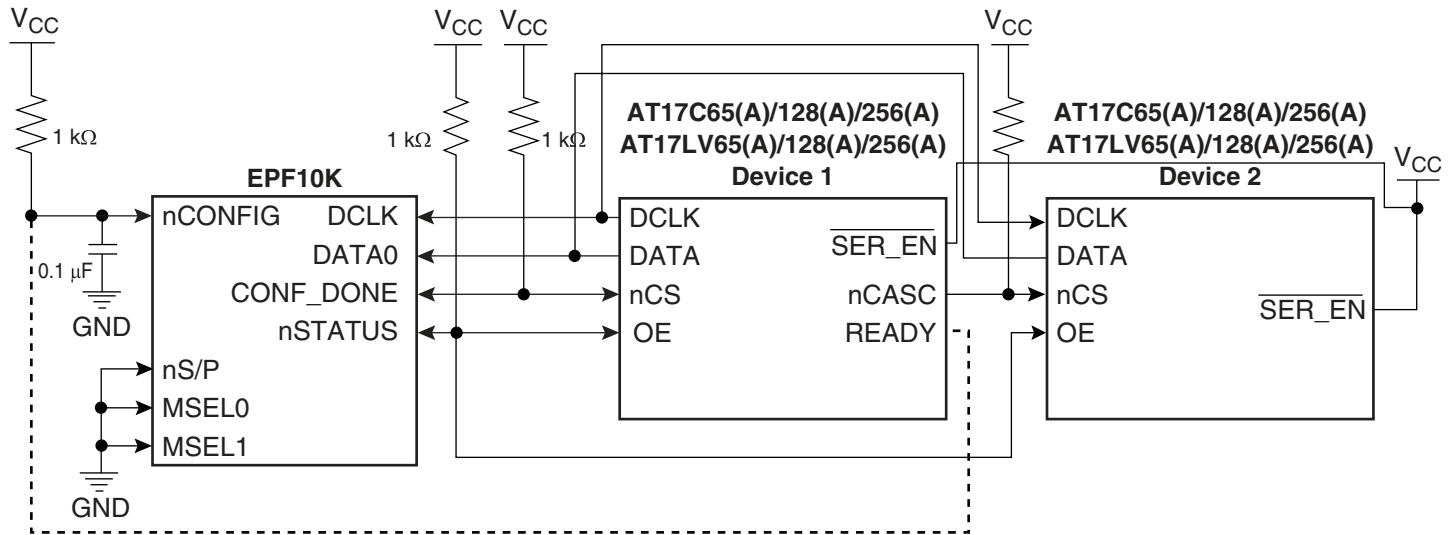 VCC
VCC
VCC
VCC
1 kΩ
1 kΩ
1 kΩ
AT17C65(A)/128(A)/256(A)
AT17LV65(A)/128(A)/256(A)
Device 1
AT17C65(A)/128(A)/256(A)
AT17LV65(A)/128(A)/256(A)
Device 2
VCC
EPF10K
nCONFIG
DCLK
DATA0
CONF_DONE
nSTATUS
nS/P
MSEL0
MSEL1
0.1 μF
GND
GND
DCLK
DATA
nCS
OE
SER_EN
nCASC
READY
DCLK
DATA
nCS
OE
SER_EN